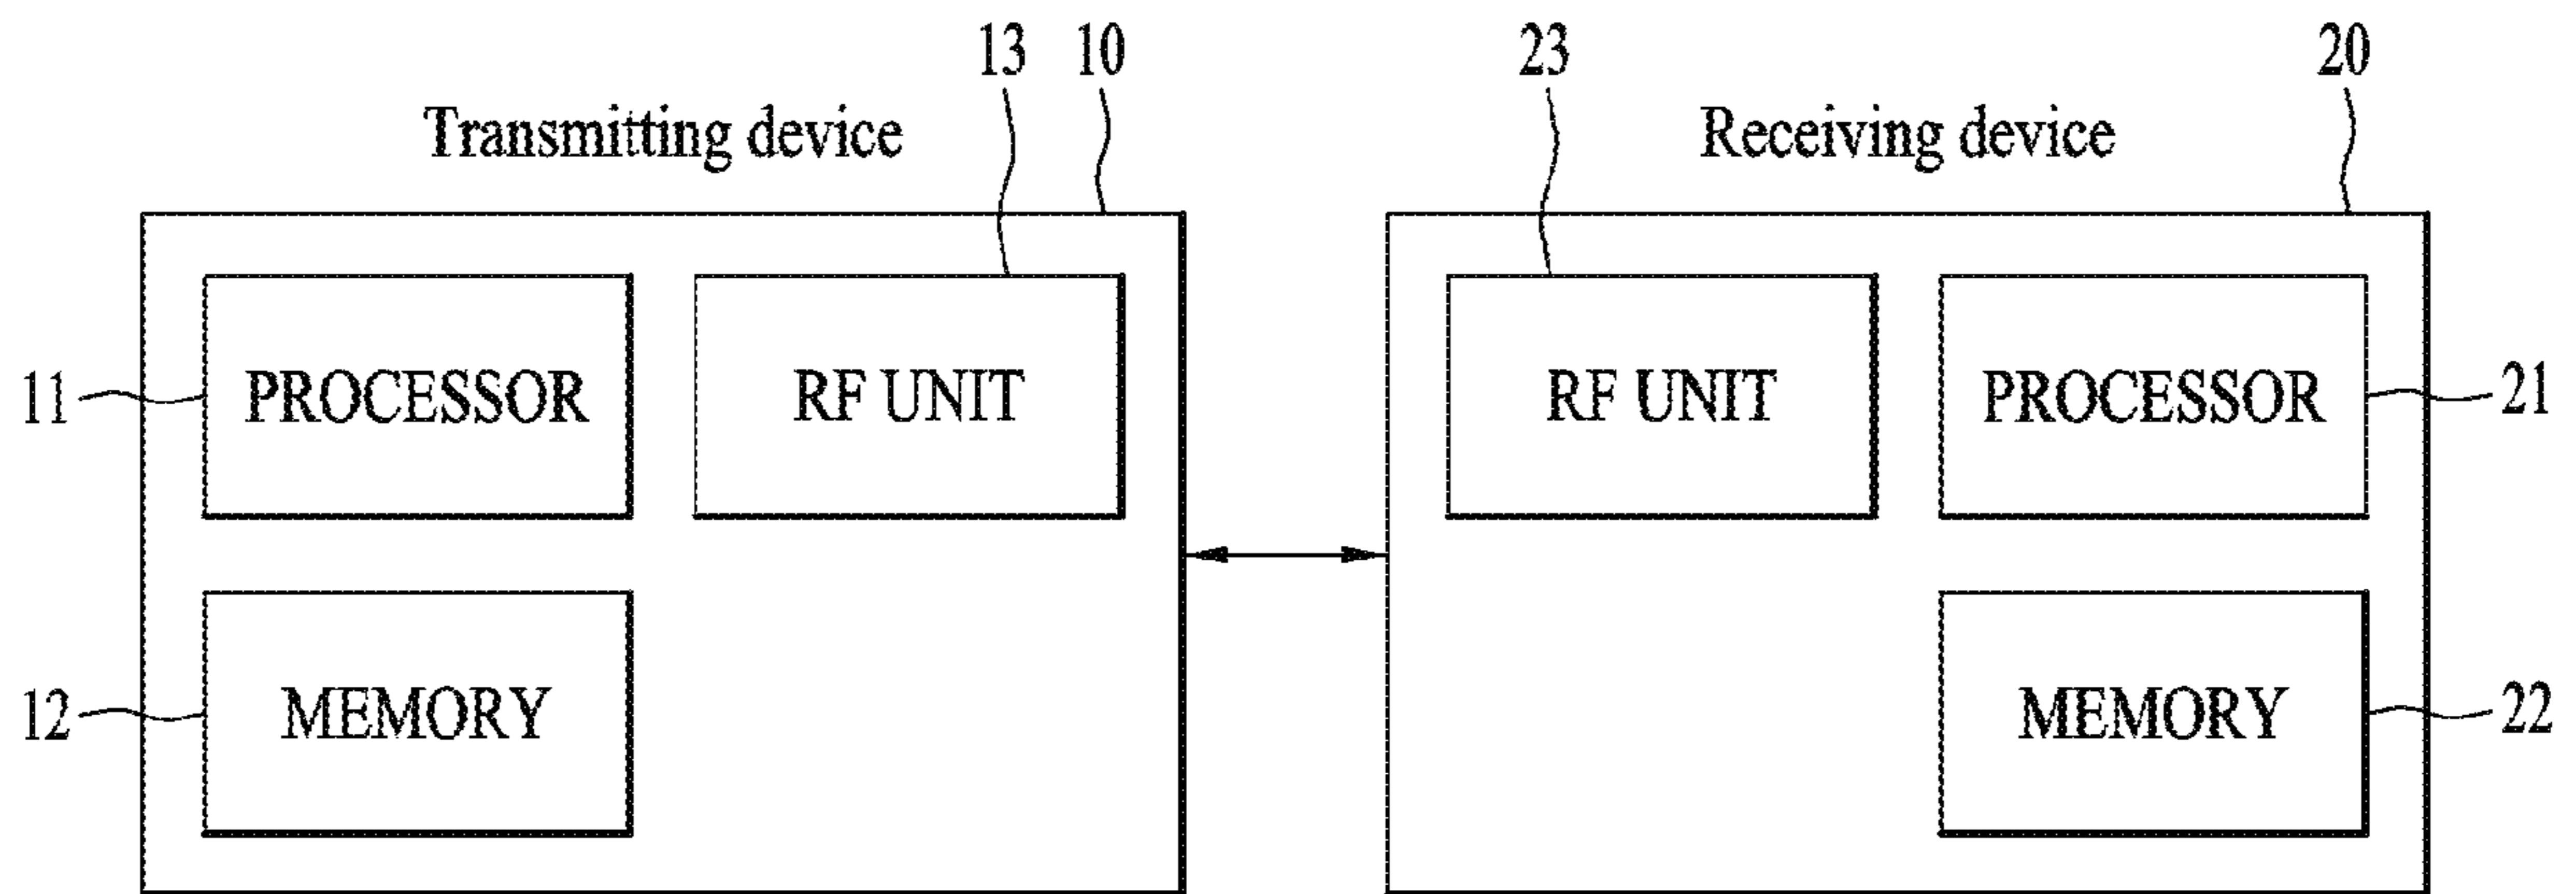 13 10 23 20
Transmitting device Receiving device
11 PROCESSOR RF UNIT RF UNIT PROCESSOR 21
12 MEMORY MEMORY 22